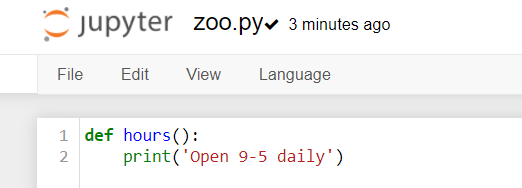 jupyter zoo.py✔ 3 minutes ago
File Edit View Language
1 def hours():
2     print('Open 9-5 daily')